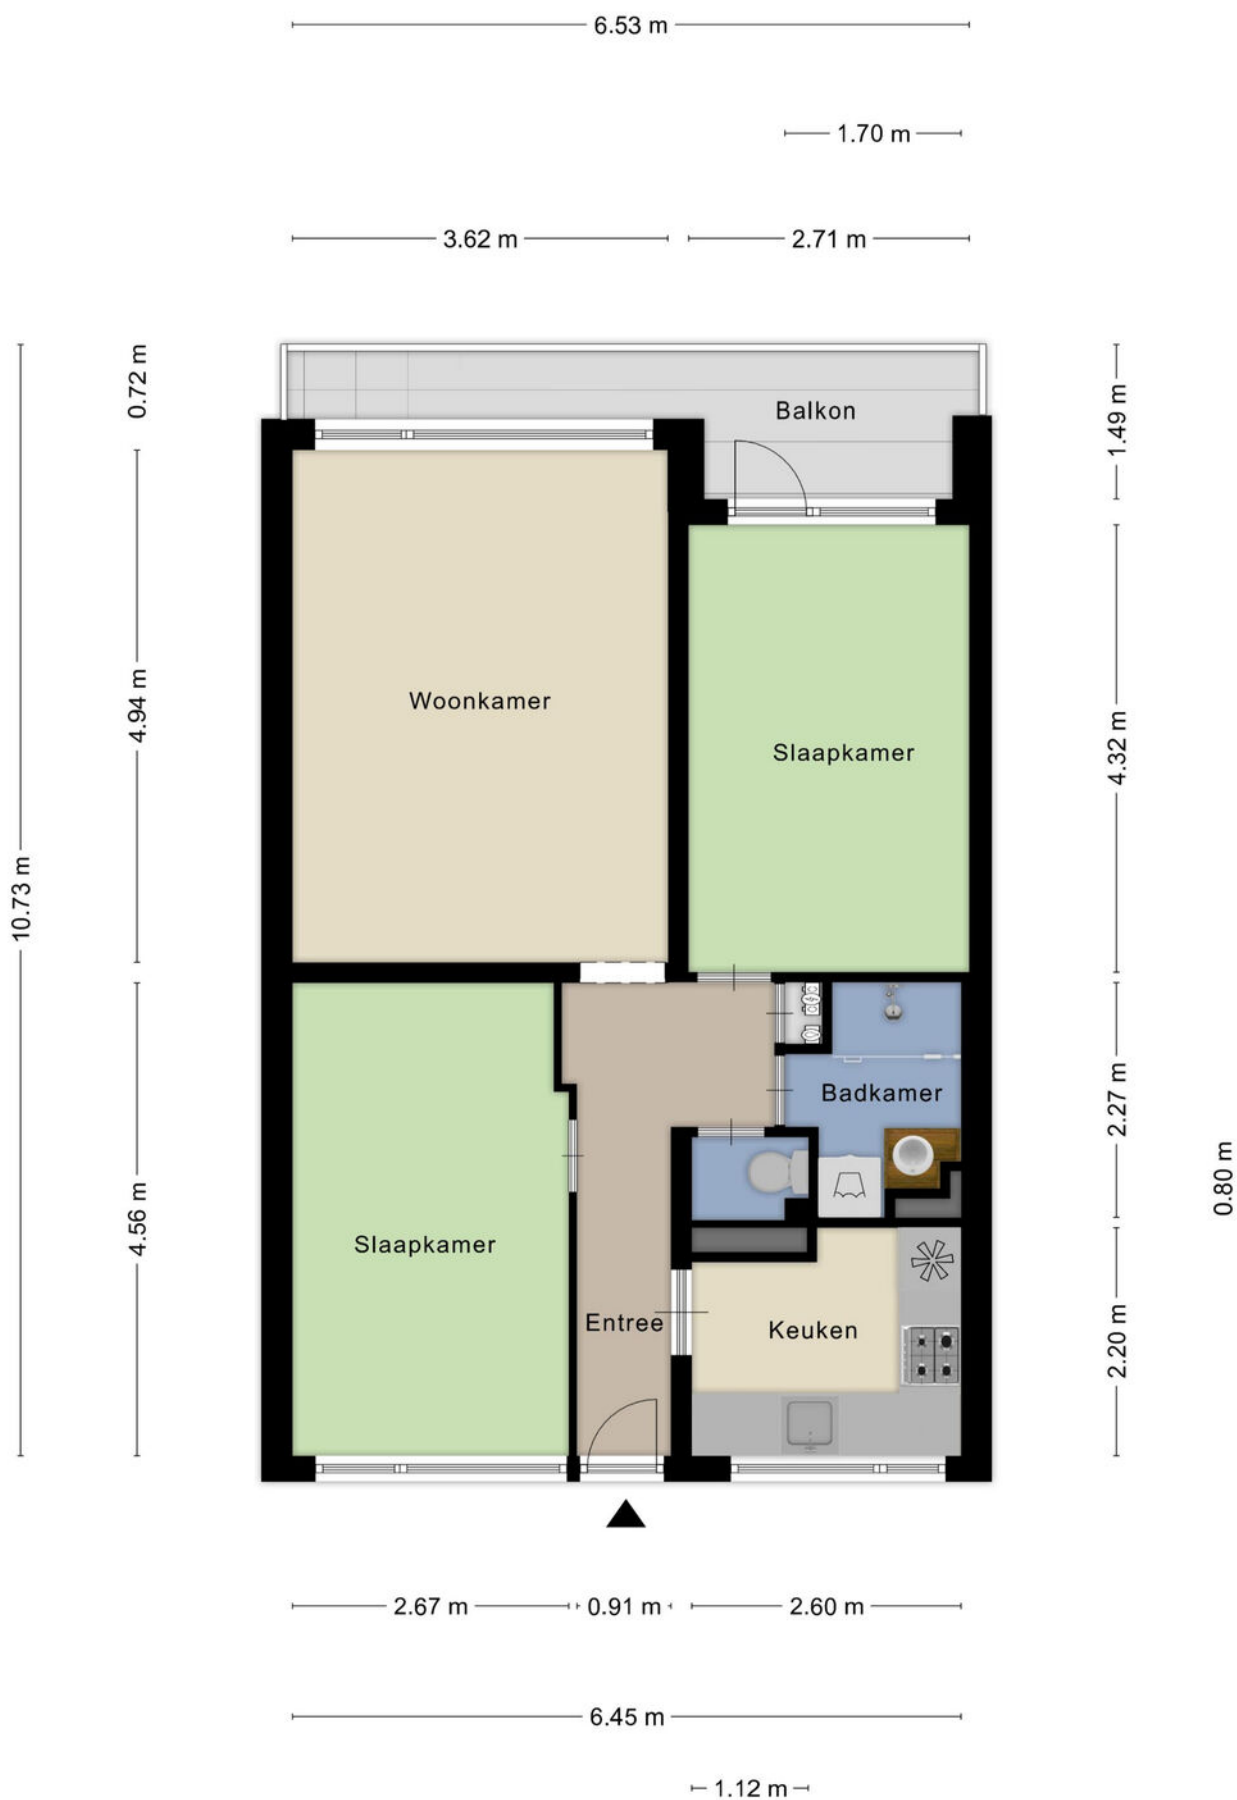 6.53 m
1.70 m
3.62 m
2.71 m
0.72 m
1.49 m
Balkon
Woonkamer
4.94 m
Slaapkamer
4.32 m
10.73 m
Badkamer
2.27 m
0.80 m
4.56 m
Slaapkamer
Entree
Keuken
2.20 m
2.67 m
0.91 m
2.60 m
6.45 m
1.12 m